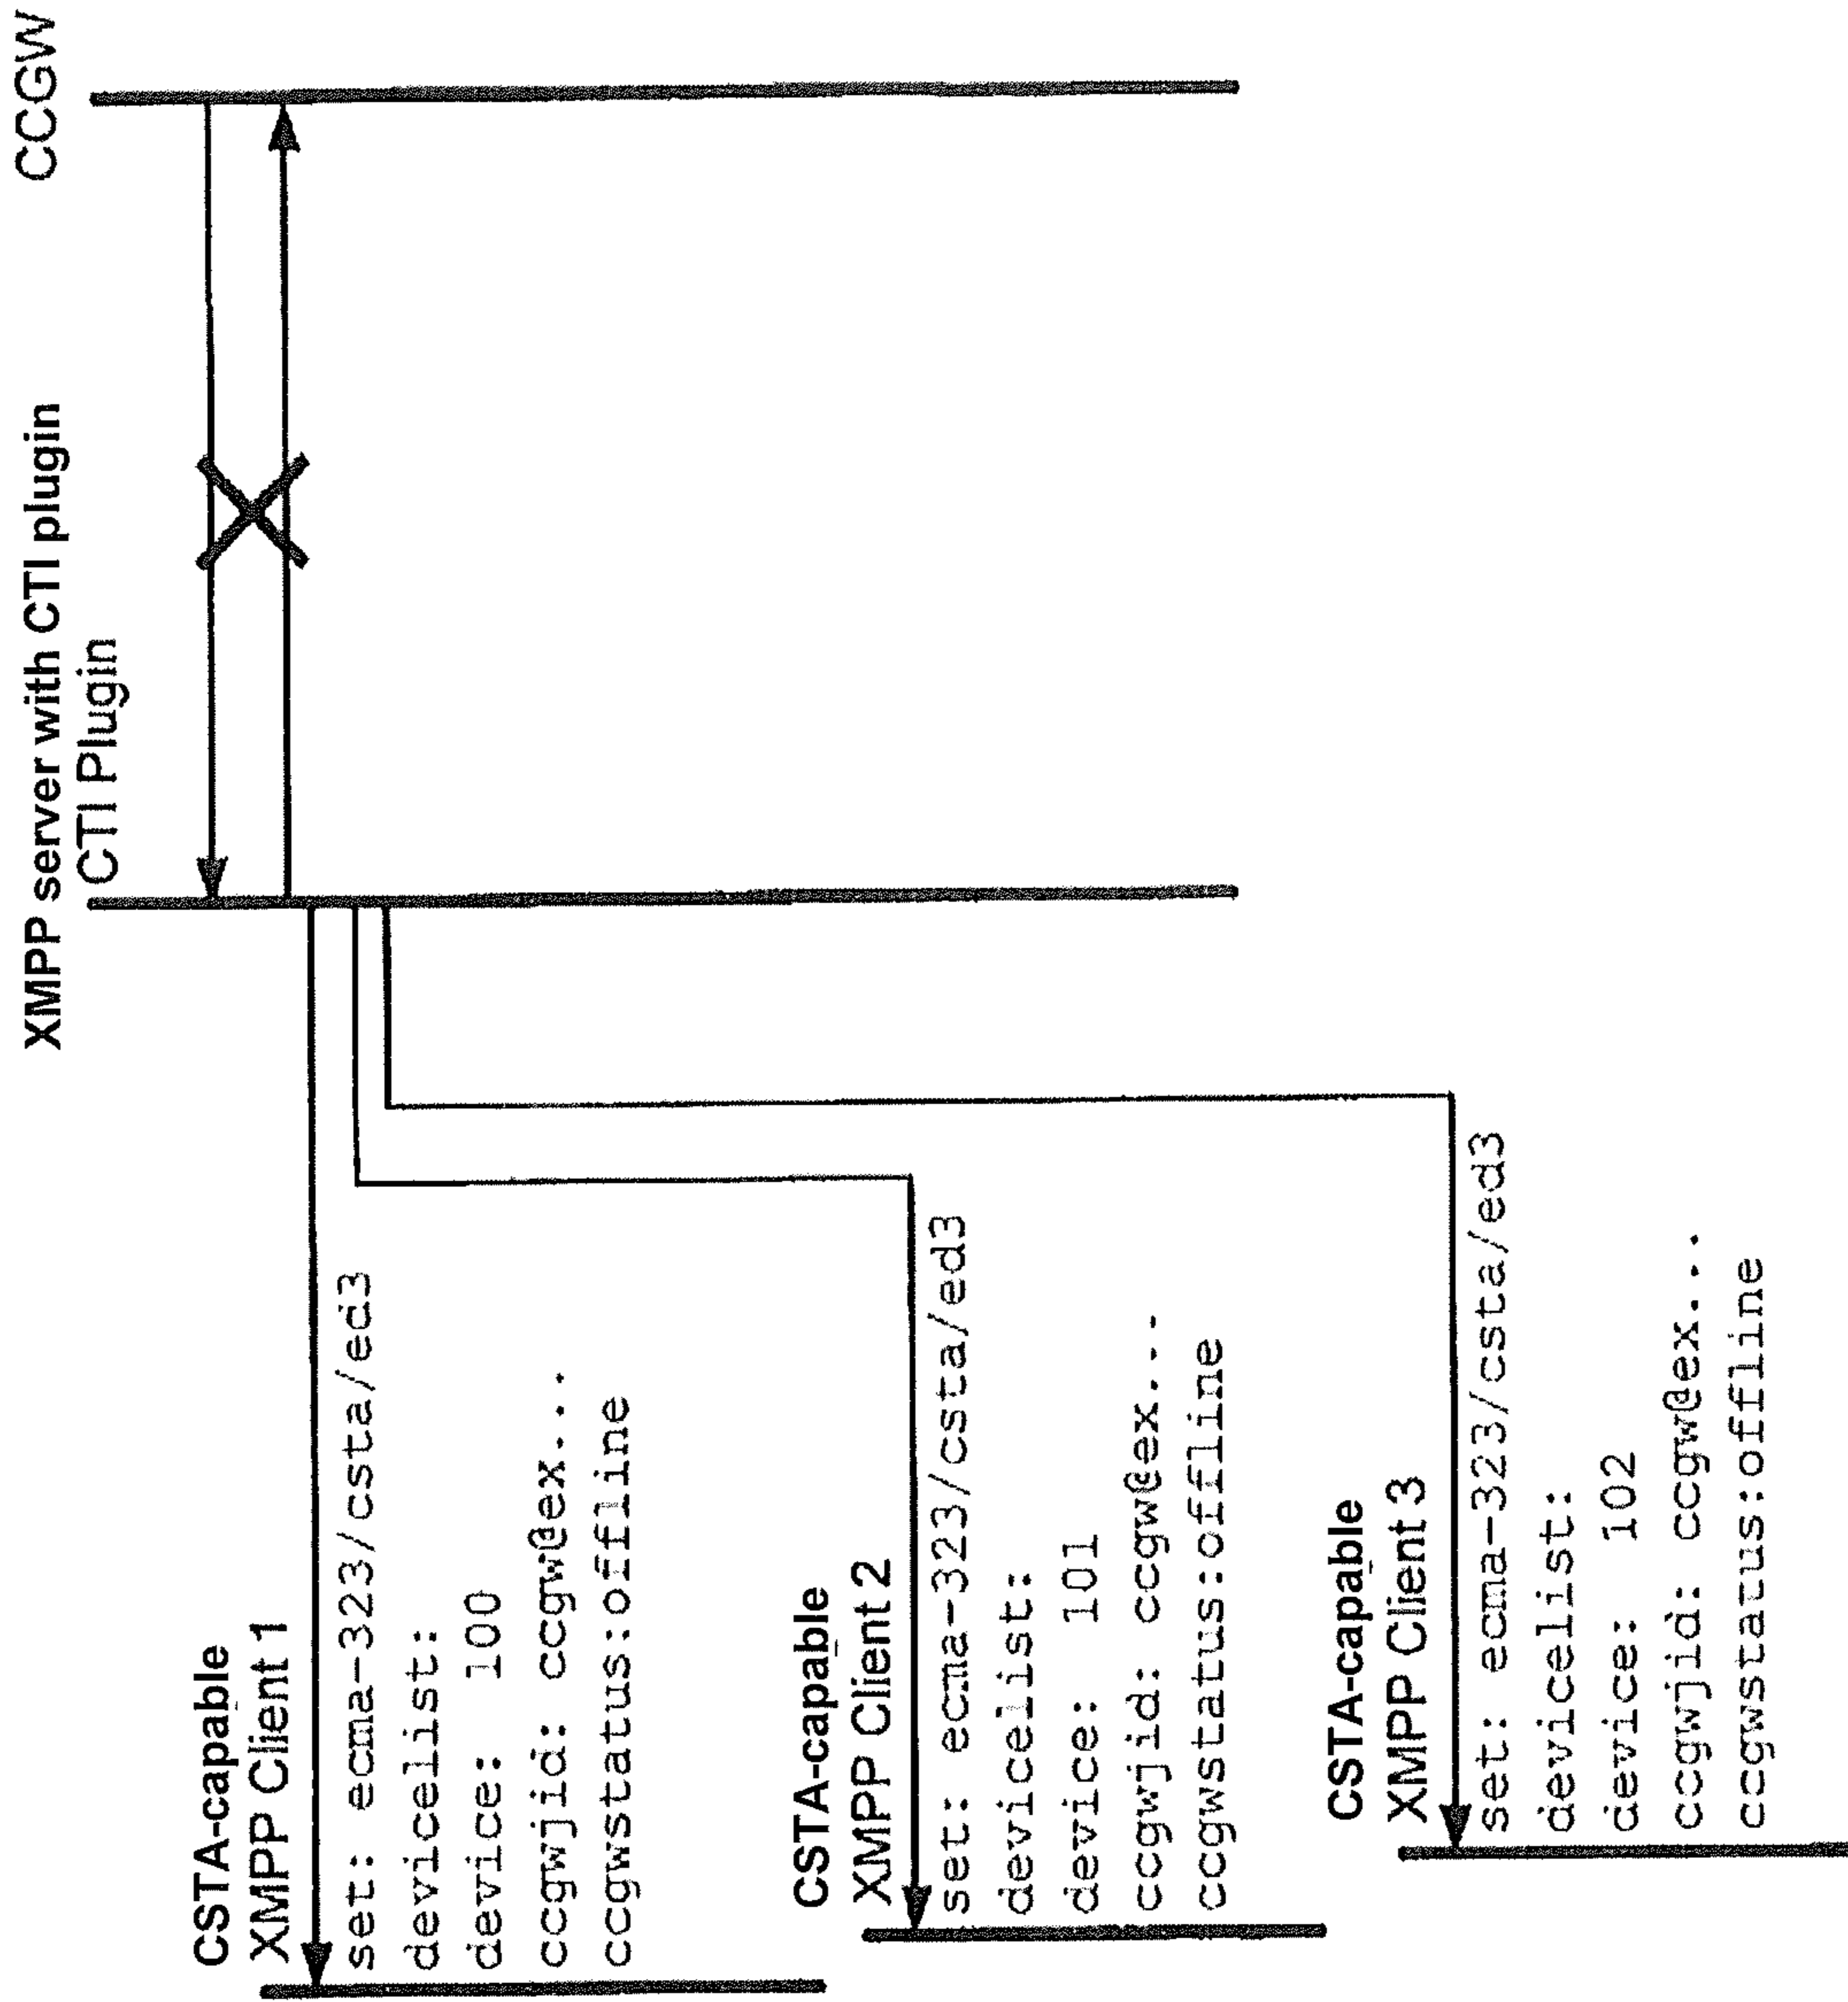 XMPP server with CTI plugin
CTI Plugin
CCGW
CSTA-capable
XMPP Client 1
set: ecma-323/csta/ed3
devicelist:
device: 100
ccgwjid: ccgw@ex...
ccgwstatus:offline
CSTA-capable
XMPP Client 2
set: ecma-323/csta/ed3
devicelist:
device: 101
ccgwjid: ccgw@ex...
ccgwstatus:offline
CSTA-capable
XMPP Client 3
set: ecma-323/csta/ed3
devicelist:
device: 102
ccgwjid: ccgw@ex...
ccgwstatus:offline